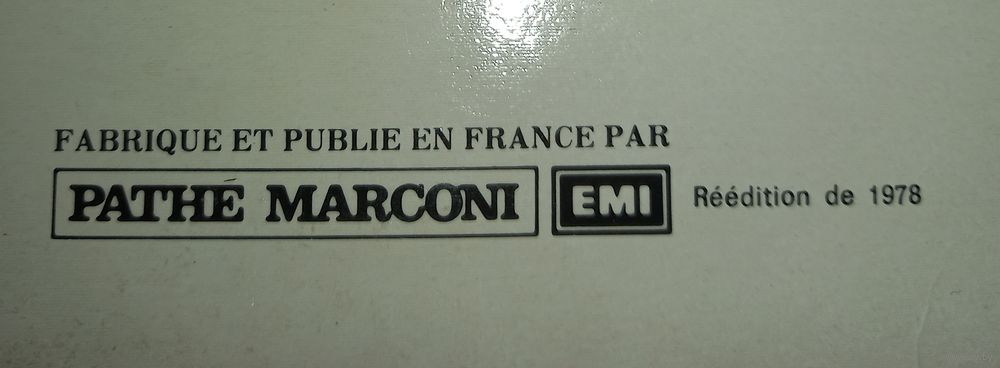 FABRIQUE ET PUBLIE EN FRANCE PAR
PATHÉ MARCONI EMI Réédition de 1978